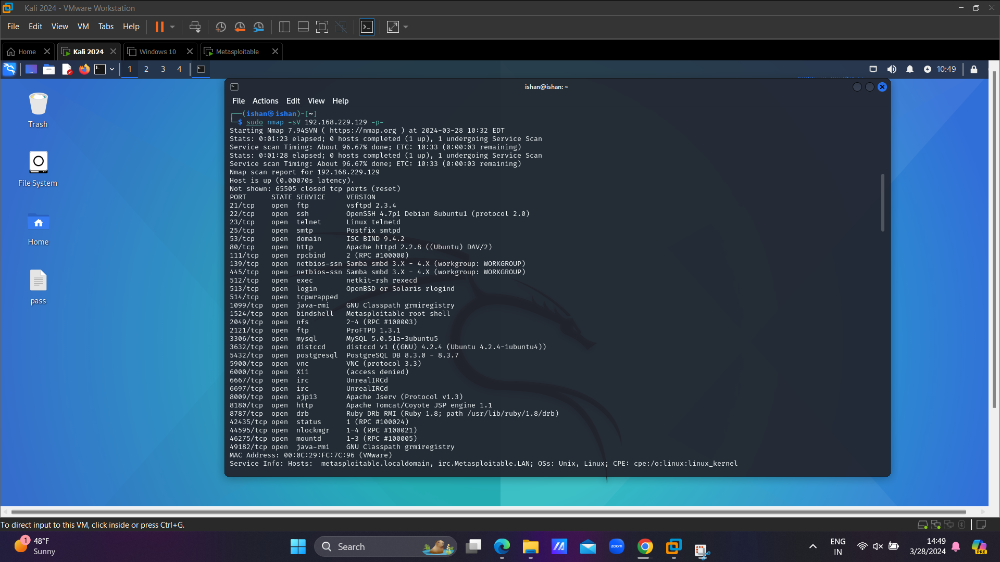 Kali 2024 - VMware Workstation
File Edit View VM Tabs Help
Home Kali 2024 Windows 10 Metasploitable
1 2 3 4 10:49
ishan@ishan: ~
File Actions Edit View Help
Trash
File System
Home
pass
┌──(ishan㉿ishan)-[~]
└─$ sudo nmap -sV 192.168.229.129 -p-
Starting Nmap 7.94SVN ( https://nmap.org ) at 2024-03-28 10:32 EDT
Stats: 0:01:23 elapsed; 0 hosts completed (1 up), 1 undergoing Service Scan
Service scan Timing: About 96.67% done; ETC: 10:33 (0:00:03 remaining)
Stats: 0:01:28 elapsed; 0 hosts completed (1 up), 1 undergoing Service Scan
Service scan Timing: About 96.67% done; ETC: 10:33 (0:00:03 remaining)
Nmap scan report for 192.168.229.129
Host is up (0.00070s latency).
Not shown: 65505 closed tcp ports (reset)
PORT      STATE SERVICE     VERSION
21/tcp    open  ftp         vsftpd 2.3.4
22/tcp    open  ssh         OpenSSH 4.7p1 Debian 8ubuntu1 (protocol 2.0)
23/tcp    open  telnet      Linux telnetd
25/tcp    open  smtp        Postfix smtpd
53/tcp    open  domain      ISC BIND 9.4.2
80/tcp    open  http        Apache httpd 2.2.8 ((Ubuntu) DAV/2)
111/tcp   open  rpcbind     2 (RPC #100000)
139/tcp   open  netbios-ssn Samba smbd 3.X - 4.X (workgroup: WORKGROUP)
445/tcp   open  netbios-ssn Samba smbd 3.X - 4.X (workgroup: WORKGROUP)
512/tcp   open  exec        netkit-rsh rexecd
513/tcp   open  login       OpenBSD or Solaris rlogind
514/tcp   open  tcpwrapped
1099/tcp  open  java-rmi    GNU Classpath grmiregistry
1524/tcp  open  bindshell   Metasploitable root shell
2049/tcp  open  nfs         2-4 (RPC #100003)
2121/tcp  open  ftp         ProFTPD 1.3.1
3306/tcp  open  mysql       MySQL 5.0.51a-3ubuntu5
3632/tcp  open  distccd     distccd v1 ((GNU) 4.2.4 (Ubuntu 4.2.4-1ubuntu4))
5432/tcp  open  postgresql  PostgreSQL DB 8.3.0 - 8.3.7
5900/tcp  open  vnc         VNC (protocol 3.3)
6000/tcp  open  X11         (access denied)
6667/tcp  open  irc         UnrealIRCd
6697/tcp  open  irc         UnrealIRCd
8009/tcp  open  ajp13       Apache Jserv (Protocol v1.3)
8180/tcp  open  http        Apache Tomcat/Coyote JSP engine 1.1
8787/tcp  open  drb         Ruby DRb RMI (Ruby 1.8; path /usr/lib/ruby/1.8/drb)
42435/tcp open  status      1 (RPC #100024)
44595/tcp open  nlockmgr    1-4 (RPC #100021)
46275/tcp open  mountd      1-3 (RPC #100005)
49182/tcp open  java-rmi    GNU Classpath grmiregistry
MAC Address: 00:0C:29:FC:7C:96 (VMware)
Service Info: Hosts:  metasploitable.localdomain, irc.Metasploitable.LAN; OSs: Unix, Linux; CPE: cpe:/o:linux:linux_kernel
To direct input to this VM, click inside or press Ctrl+G.
1 48°F
Sunny
Search
zoom
ENG
IN
14:49
3/28/2024
PRE